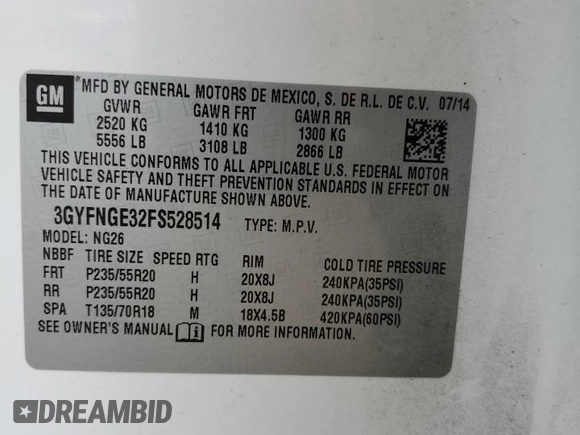 GM
*MFD BY GENERAL MOTORS DE MEXICO, S. DE R.L. DE C.V. 07/14
GVWR GAWR FRT GAWR RR
2520 KG 1410 KG 1300 KG
5556 LB 3108 LB 2866 LB
THIS VEHICLE CONFORMS TO ALL APPLICABLE U.S. FEDERAL MOTOR
VEHICLE SAFETY AND THEFT PREVENTION STANDARDS IN EFFECT ON
THE DATE OF MANUFACTURE SHOWN ABOVE.
3GYFNGE32FS528514 TYPE: M.P.V.
MODEL: NG26
NBBF TIRE SIZE SPEED RTG RIM COLD TIRE PRESSURE
FRT P235/55R20 H 20X8J 240KPA(35PSI)
RR P235/55R20 H 20X8J 240KPA(35PSI)
SPA T135/70R18 M 18X4.5B 420KPA(60PSI)
SEE OWNER'S MANUAL FOR MORE INFORMATION.
DREAMBID